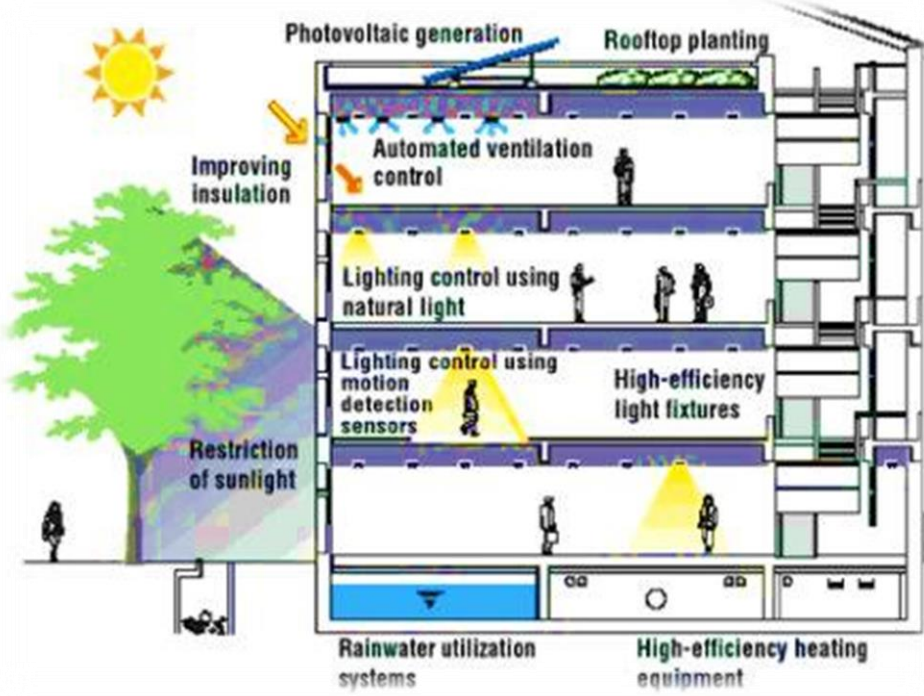 Photovoltaic generation
Rooftop planting
Improving
insulation
Automated ventilation
control
Lighting control using
natural light
Lighting control using
motion
detection
sensors
High-efficiency
light fixtures
Restriction
of sunlight
Rainwater utilization
systems
High-efficiency heating
equipment